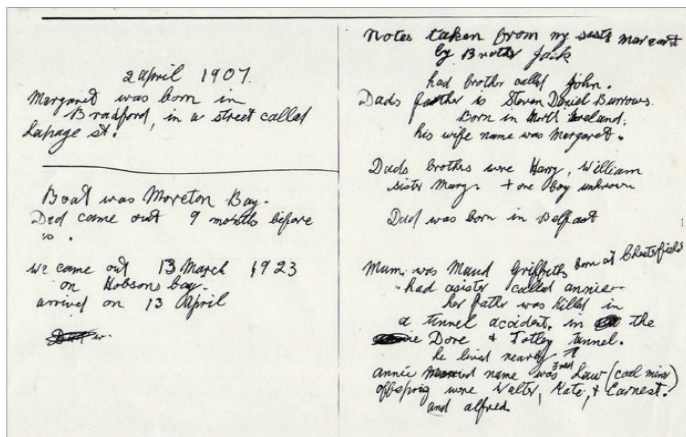 2 April 1907.
Margaret was born in
Bradford, in a street called
Lapage st.
Boat was Moreton Bay.
Dad came out 9 months before
us.
we came out 13 March 1923
on Hobsons bay.
arrived on 13 April
Notes taken from my sister Margaret
by Brother Jack
had brother called John.
Dads father is Steven Daniel Burrows.
Born in North Ireland.
his wife name was Margaret.
Dads brothers were Harry, William
sister Mary. + one boy unknown
Dad was born in Belfast
Mum was Maud Griffiths born at Chesterfield
had a sister called annie
her father was killed in
a tunnel accident, in the
Dore & Totley tunnel.
he lived nearby
annie married name was Law (coal miner)
offsprig were Walter, Kate, & Earnest.
and alfred.